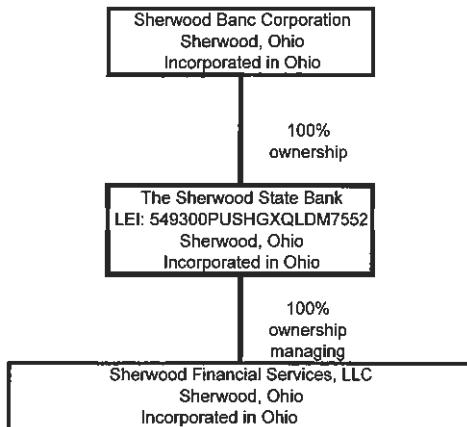 Sherwood Banc Corporation
Sherwood, Ohio
Incorporated in Ohio
100%
ownership
The Sherwood State Bank
LEI: 549300PUSHGXQLDM7552
Sherwood, Ohio
Incorporated in Ohio
100%
ownership
managing
Sherwood Financial Services, LLC
Sherwood, Ohio
Incorporated in Ohio